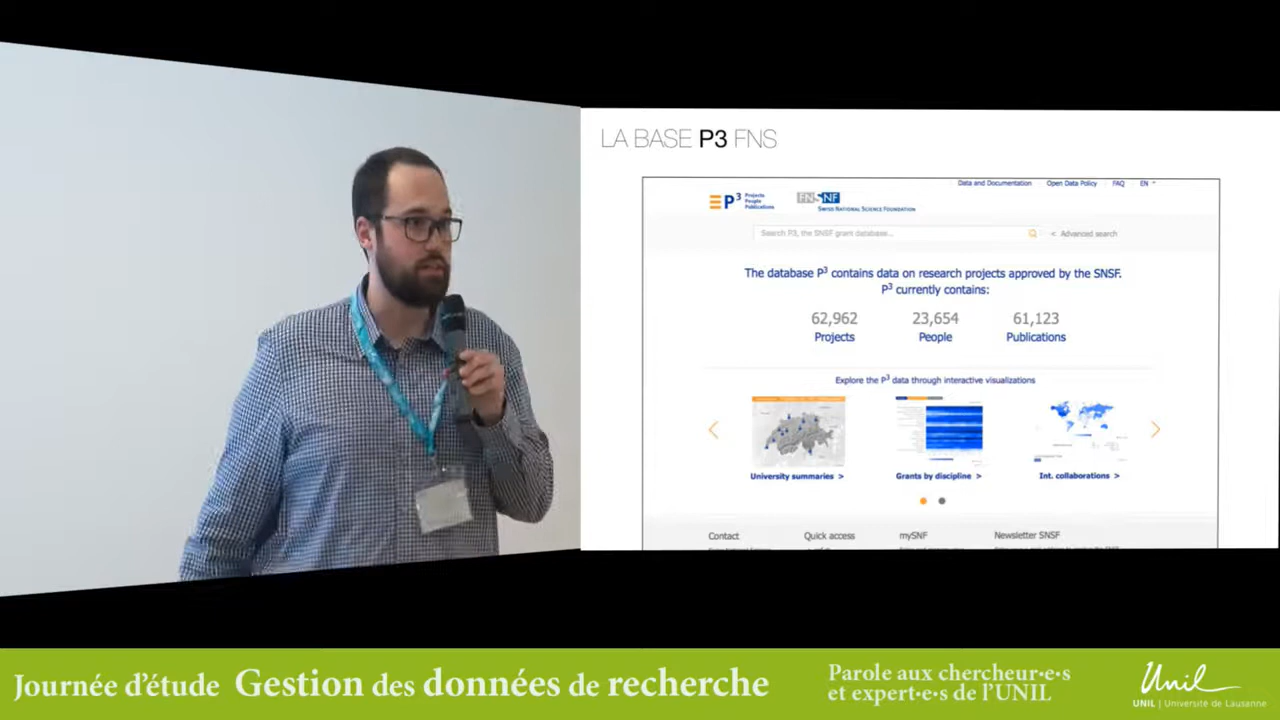 LA BASE P3 FNS
Data and Documentation
Open Data Policy
FAQ
EN
P3 Projects
People
Publications
FNSNF
SWISS NATIONAL SCIENCE FOUNDATION
Search P3, the SNSF grant database...
< Advanced search
The database P3 contains data on research projects approved by the SNSF.
P3 currently contains:
62,962 23,654 61,123
Projects People Publications
Explore the P3 data through interactive visualizations
University summaries > Grants by discipline > Int. collaborations >
Contact Quick access mySNF Newsletter SNSF
Journée d'étude Gestion des données de recherche
Parole aux chercheur·e·s
et expert·e·s de l'UNIL
Unil
UNIL | Université de Lausanne